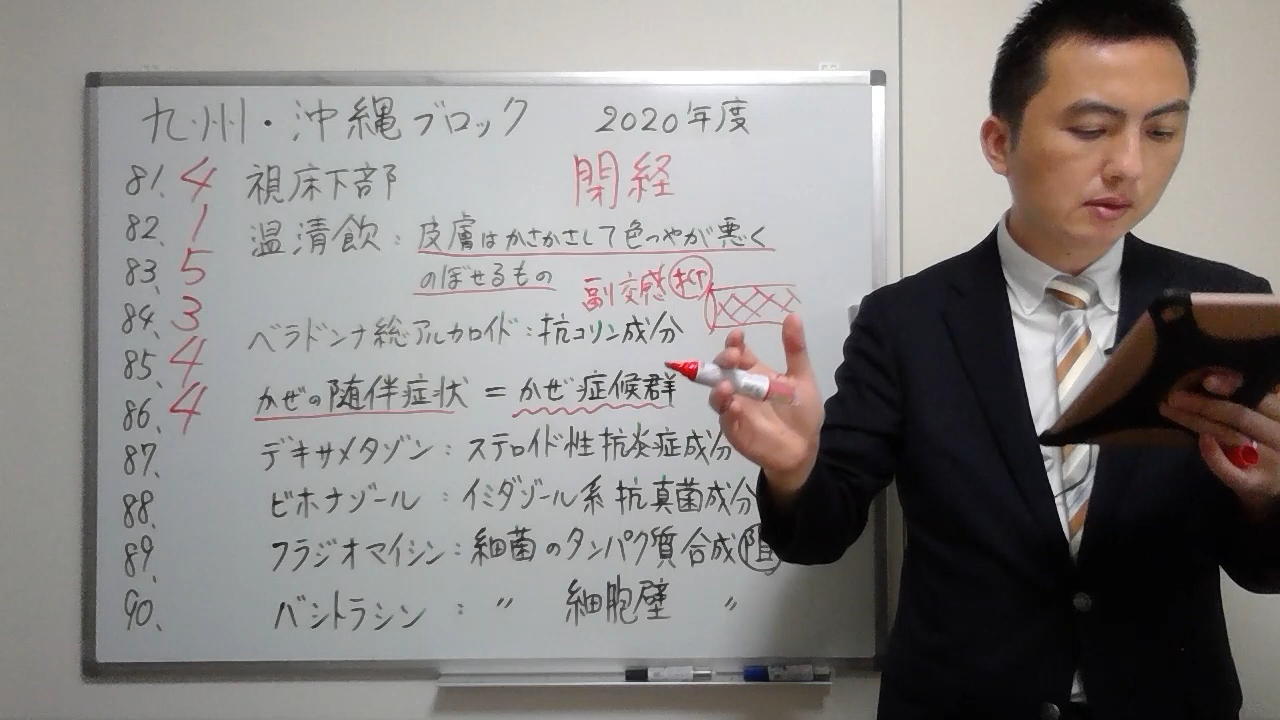 九州・沖縄ブロック 2020年度
81. 4 視床下部 閉経
82. 1 温清飲：皮膚はかさかさして色つやが悪く
83. 5 のぼせるもの 副交感 抑
84. 3 ベラドンナ総アルカロイド：抗コリン成分
85. 4
86. 4 かぜの随伴症状 = かぜ症候群
87. デキサメタゾン：ステロイド性抗炎症成分
88. ビホナゾール：イミダゾール系抗真菌成分
89. フラジオマイシン：細菌のタンパク質合成阻
90. バシトラシン：〃 細胞壁 〃